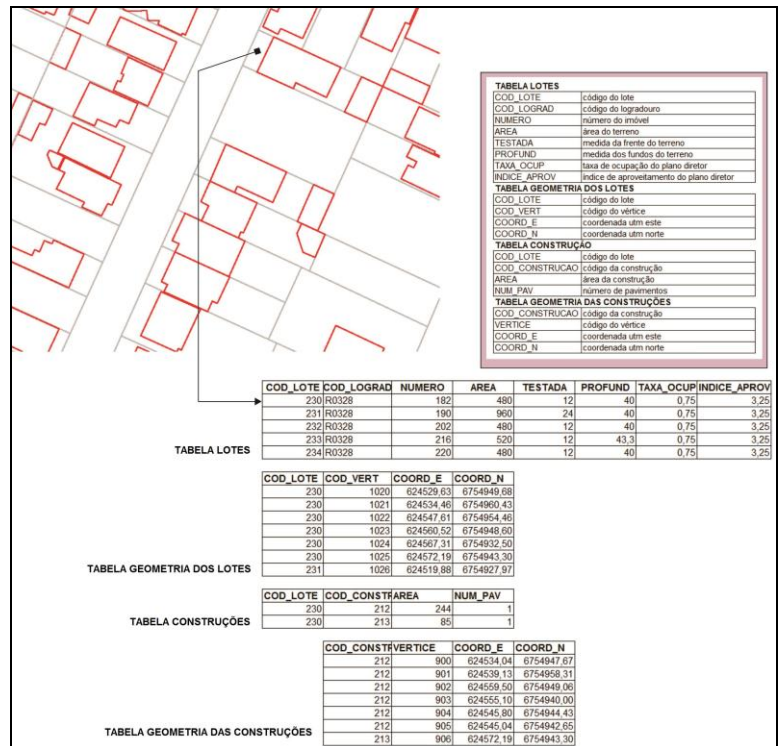 TABELA LOTES
COD_LOTE código do lote
COD_LOGRAD código do logradouro
NUMERO número do imóvel
AREA área do terreno
TESTADA medida da frente do terreno
PROFUND medida dos fundos do terreno
TAXA_OCUP taxa de ocupação do plano diretor
INDICE_APROV índice de aproveitamento do plano diretor
TABELA GEOMETRIA DOS LOTES
COD_LOTE código do lote
COD_VERT código do vértice
COORD_E coordenada utm este
COORD_N coordenada utm norte
TABELA CONSTRUÇÃO
COD_LOTE código do lote
COD_CONSTRUCAO código da construção
AREA área da construção
NUM_PAV número de pavimentos
TABELA GEOMETRIA DAS CONSTRUÇÕES
COD_CONSTRUCAO código da construção
VERTICE código do vértice
COORD_E coordenada utm este
COORD_N coordenada utm norte
COD_LOTE COD_LOGRAD NUMERO AREA TESTADA PROFUND TAXA_OCUP INDICE_APROV
230 R0328 182 480 12 40 0,75 3,25
231 R0328 190 960 24 40 0,75 3,25
232 R0328 202 480 12 40 0,75 3,25
233 R0328 216 520 12 43,3 0,75 3,25
234 R0328 220 480 12 40 0,75 3,25
TABELA LOTES
COD_LOTE COD_VERT COORD_E COORD_N
230 1020 624529,63 6754949,68
230 1021 624534,46 6754960,43
230 1022 624547,61 6754954,46
230 1023 624560,52 6754948,60
230 1024 624567,31 6754932,50
230 1025 624572,19 6754943,30
231 1026 624519,88 6754927,97
TABELA GEOMETRIA DOS LOTES
COD_LOTE COD_CONSTR AREA NUM_PAV
230 212 244 1
230 213 85 1
TABELA CONSTRUÇÕES
COD_CONSTR VERTICE COORD_E COORD_N
212 900 624534,04 6754947,67
212 901 624539,13 6754958,31
212 902 624559,50 6754949,06
212 903 624555,10 6754940,00
212 904 624545,80 6754944,43
212 905 624545,04 6754942,65
213 906 624572,19 6754943,30
TABELA GEOMETRIA DAS CONSTRUÇÕES